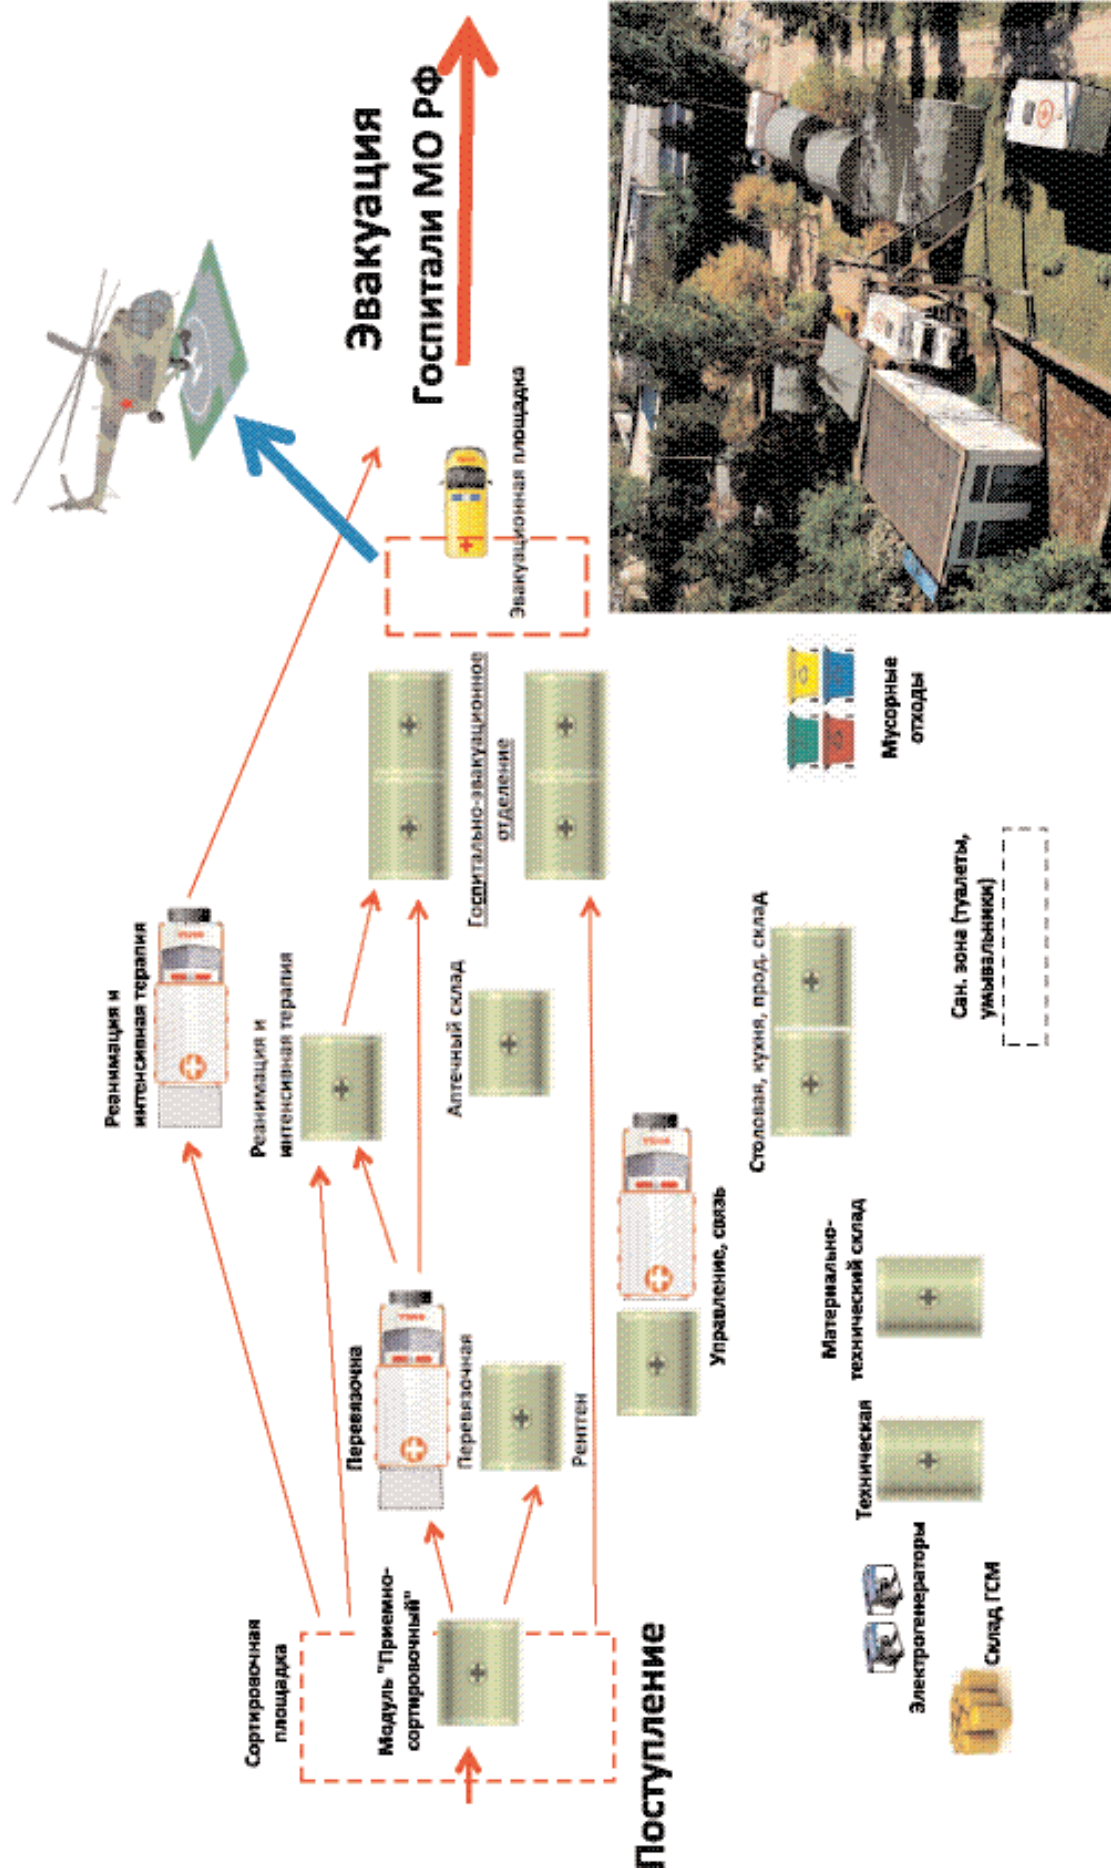 Эвакуация
Госпитали МО РФ
Реанимация и
интенсивная терапия
Реанимация и
интенсивная терапия
Сортировочная
площадка
Модуль "Приемно-
сортировочный"
Перевязочна
Перевязочная
Рентген
Аптечный склад
Госпитально-эвакуационное
отделение
Эвакуационная площадка
Поступление
Управление, связь
Столовая, кухня, прод. склад
Мусорные
отходы
Материально-
технический склад
Техническая
Электрогенераторы
Склад ГСМ
Сан. зона (туалеты,
умывальники)